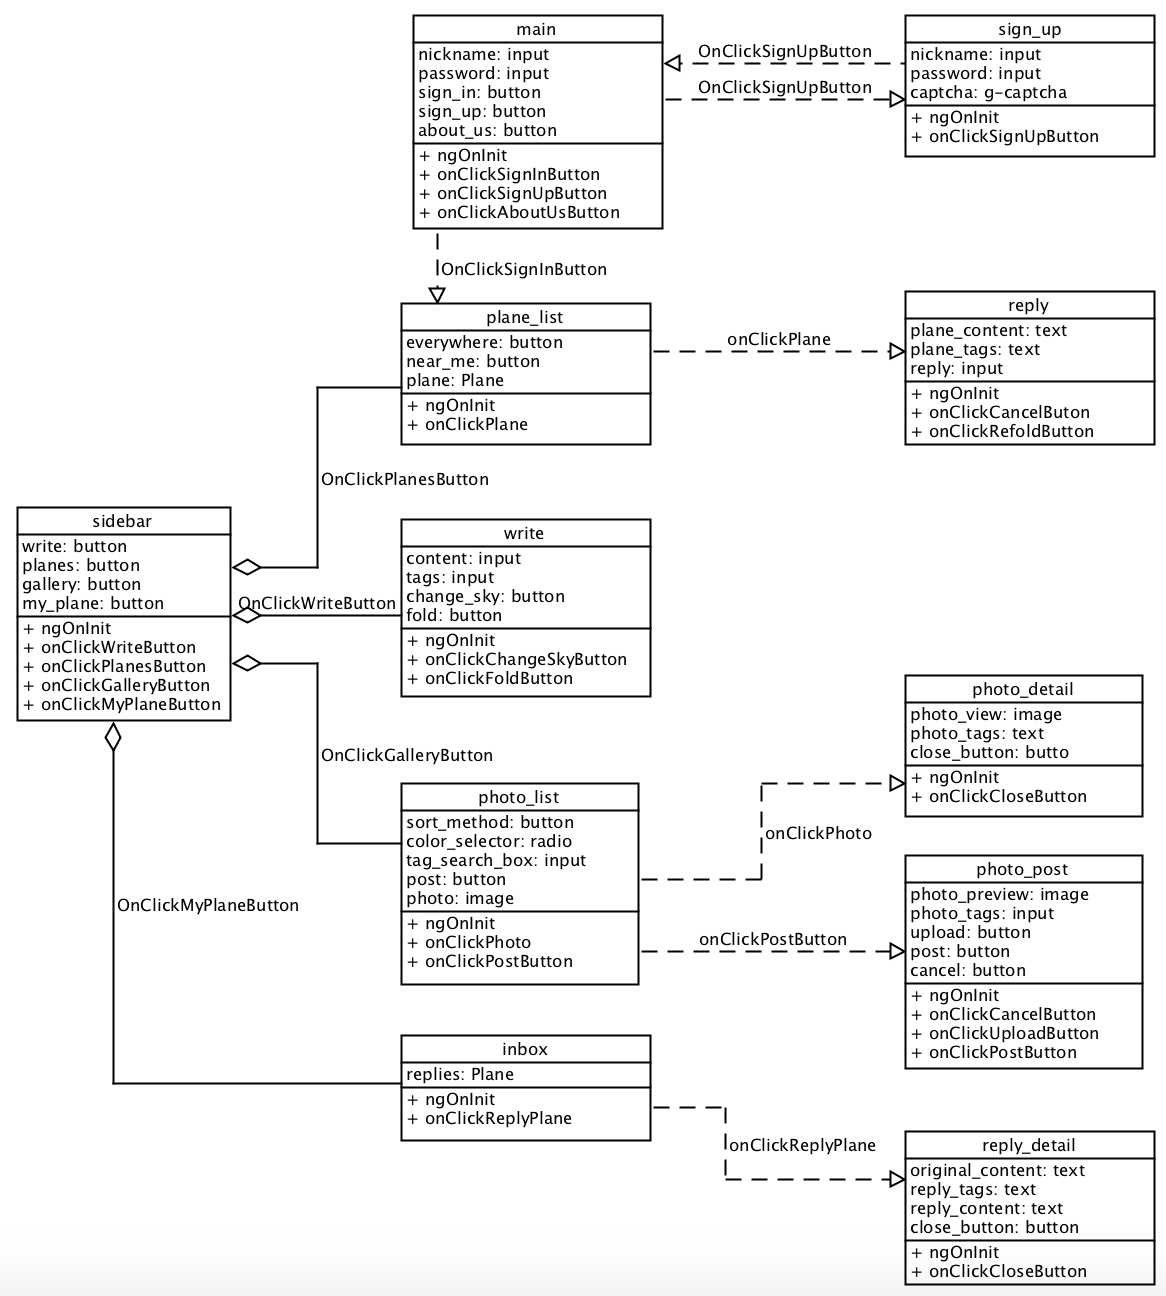 main
nickname: input
password: input
sign_in: button
sign_up: button
about_us: button
+ ngOnInit
+ onClickSignInButton
+ onClickSignUpButton
+ onClickAboutUsButton
OnClickSignUpButton
OnClickSignUpButton
sign_up
nickname: input
password: input
captcha: g-captcha
+ ngOnInit
+ onClickSignUpButton
OnClickSignInButton
plane_list
everywhere: button
near_me: button
plane: Plane
+ ngOnInit
+ onClickPlane
onClickPlane
reply
plane_content: text
plane_tags: text
reply: input
+ ngOnInit
+ onClickCancelButon
+ onClickRefoldButton
OnClickPlanesButton
sidebar
write: button
planes: button
gallery: button
my_plane: button
+ ngOnInit
+ onClickWriteButton
+ onClickPlanesButton
+ onClickGalleryButton
+ onClickMyPlaneButton
OnClickWriteButton
write
content: input
tags: input
change_sky: button
fold: button
+ ngOnInit
+ onClickChangeSkyButton
+ onClickFoldButton
OnClickGalleryButton
photo_list
sort_method: button
color_selector: radio
tag_search_box: input
post: button
photo: image
+ ngOnInit
+ onClickPhoto
+ onClickPostButton
onClickPhoto
photo_detail
photo_view: image
photo_tags: text
close_button: butto
+ ngOnInit
+ onClickCloseButton
onClickPostButton
photo_post
photo_preview: image
photo_tags: input
upload: button
post: button
cancel: button
+ ngOnInit
+ onClickCancelButton
+ onClickUploadButton
+ onClickPostButton
OnClickMyPlaneButton
inbox
replies: Plane
+ ngOnInit
+ onClickReplyPlane
onClickReplyPlane
reply_detail
original_content: text
reply_tags: text
reply_content: text
close_button: button
+ ngOnInit
+ onClickCloseButton